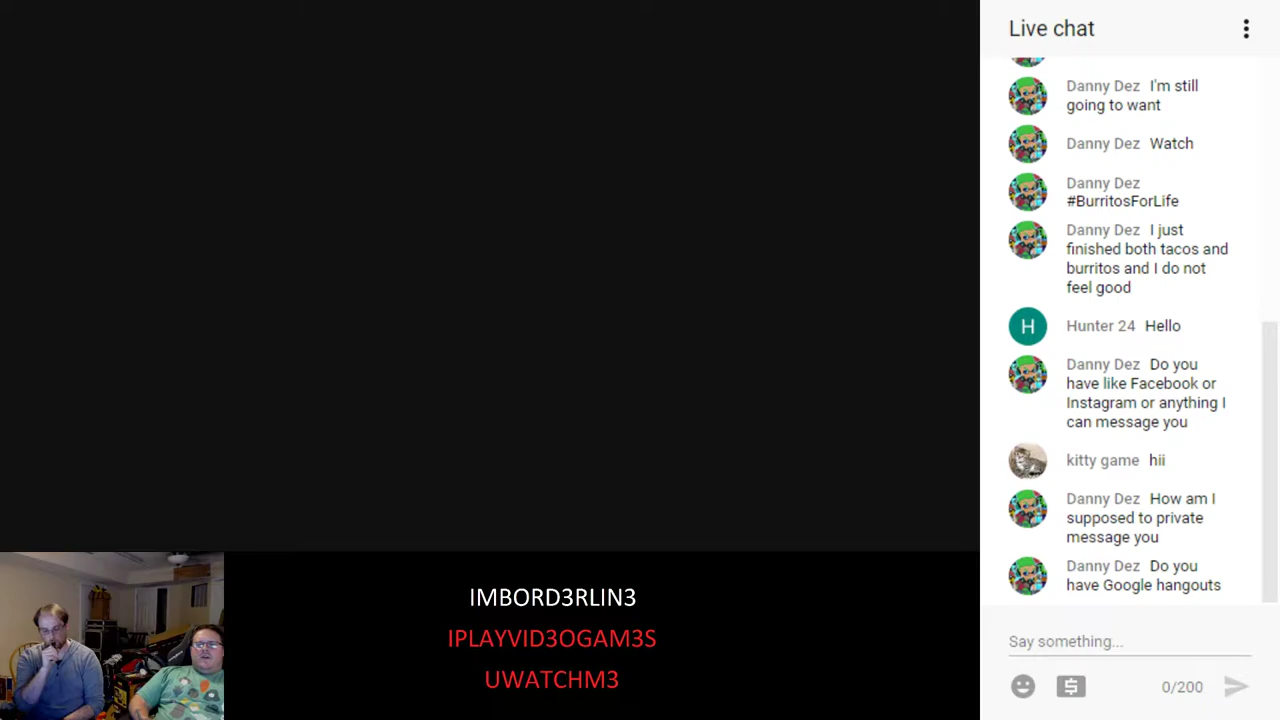 Live chat
Danny Dez I'm still
going to want
Danny Dez Watch
Danny Dez
#BurritosForLife
Danny Dez I just
finished both tacos and
burritos and I do not
feel good
H
Hunter 24 Hello
Danny Dez Do you
have like Facebook or
Instagram or anything I
can message you
kitty game hii
Danny Dez How am I
supposed to private
message you
Danny Dez Do you
have Google hangouts
Say something...
0/200
IMBORD3RLIN3
IPLAYVID3OGAM3S
UWATCHM3